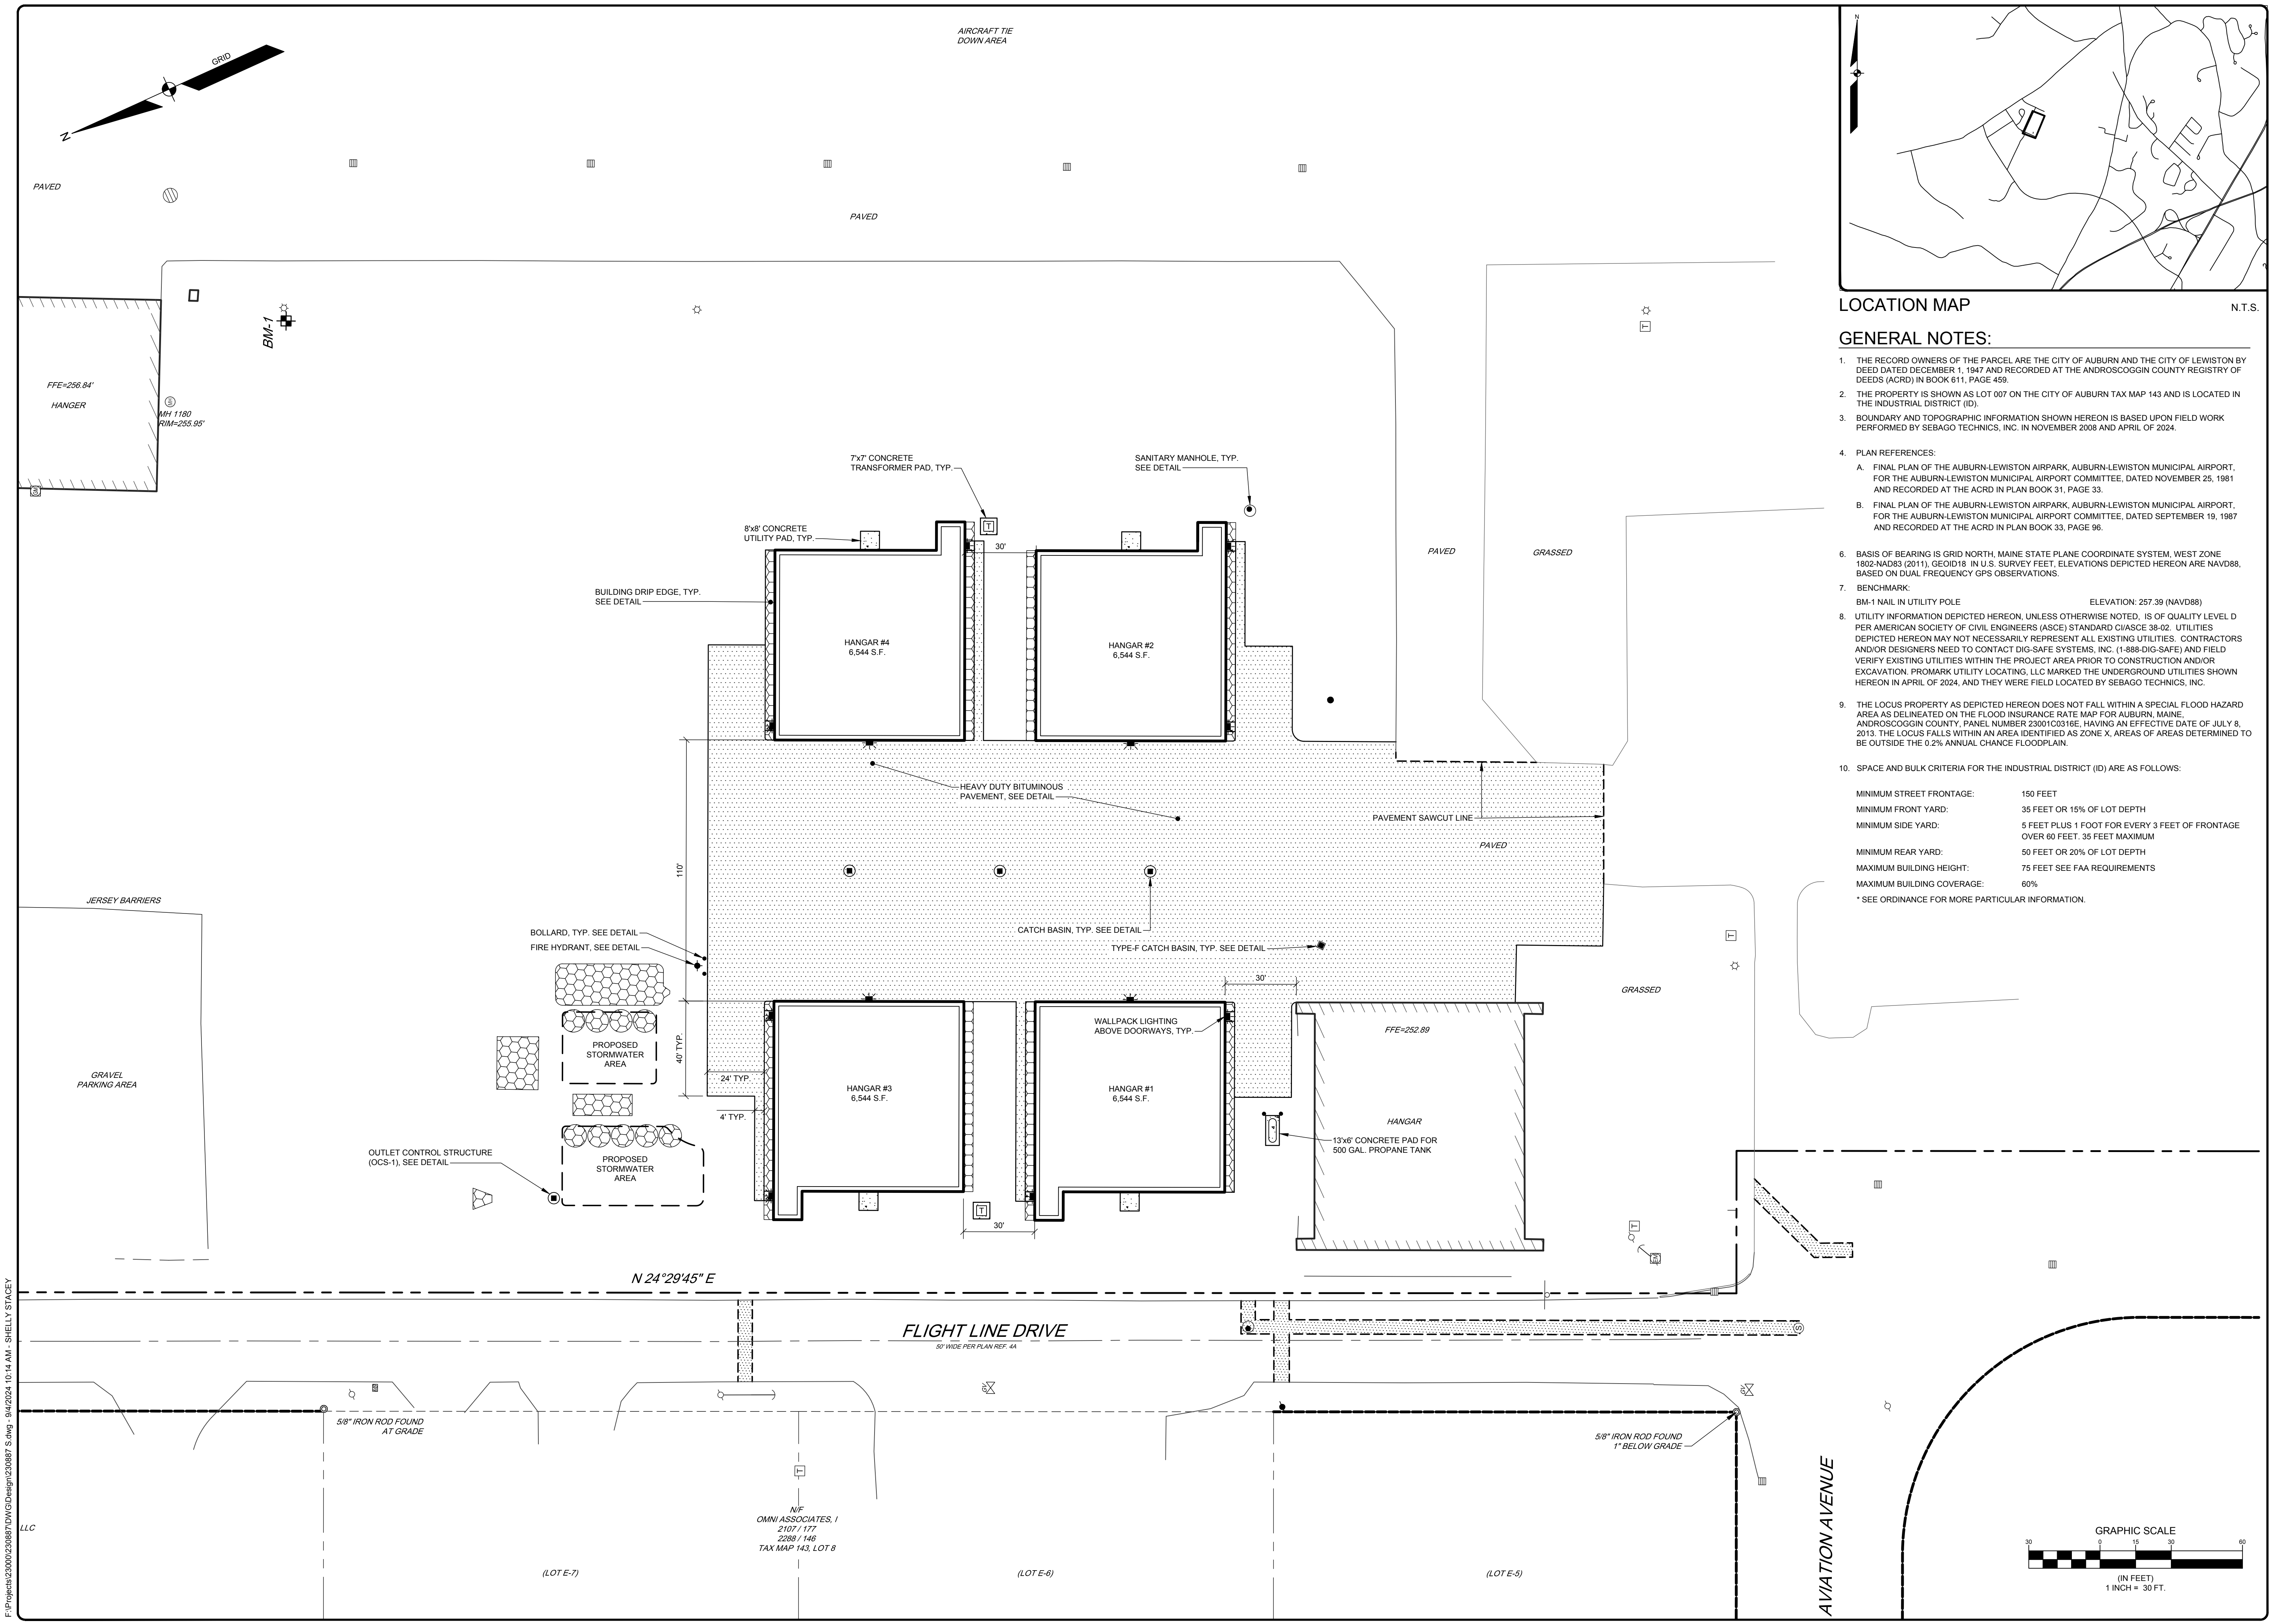 AIRCRAFT TIE
DOWN AREA
GRID
N
PAVED
PAVED
BM-1
FFE=256.84'
HANGER
MH 1180
RIM=255.95'
7'x7' CONCRETE
TRANSFORMER PAD, TYP.
SANITARY MANHOLE, TYP.
SEE DETAIL
8'x8' CONCRETE
UTILITY PAD, TYP.
T
30'
PAVED
GRASSED
T
BUILDING DRIP EDGE, TYP.
SEE DETAIL
HANGAR #4
6,544 S.F.
HANGAR #2
6,544 S.F.
HEAVY DUTY BITUMINOUS
PAVEMENT, SEE DETAIL
PAVEMENT SAWCUT LINE
PAVED
110'
JERSEY BARRIERS
BOLLARD, TYP. SEE DETAIL
FIRE HYDRANT, SEE DETAIL
CATCH BASIN, TYP. SEE DETAIL
TYPE-F CATCH BASIN, TYP. SEE DETAIL
T
30'
GRASSED
WALLPACK LIGHTING
ABOVE DOORWAYS, TYP.
FFE=252.89
PROPOSED
STORMWATER
AREA
40' TYP.
24' TYP.
4' TYP.
GRAVEL
PARKING AREA
HANGAR #3
6,544 S.F.
HANGAR #1
6,544 S.F.
HANGAR
13'x6' CONCRETE PAD FOR
500 GAL. PROPANE TANK
OUTLET CONTROL STRUCTURE
(OCS-1), SEE DETAIL
PROPOSED
STORMWATER
AREA
T
30'
T
N 24°29'45" E
FLIGHT LINE DRIVE
50' WIDE PER PLAN REF. 4A
S
GV
GV
5/8" IRON ROD FOUND
AT GRADE
5/8" IRON ROD FOUND
1" BELOW GRADE
T
N/F
OMNI ASSOCIATES, I
2107 / 177
2288 / 146
TAX MAP 143, LOT 8
LLC
(LOT E-7)
(LOT E-6)
(LOT E-5)
AVIATION AVENUE
F:\Projects\23000\230887\DWG\Design\230887 S.dwg - 9/4/2024 10:14 AM - SHELLY STACEY
N
LOCATION MAP
N.T.S.
GENERAL NOTES:
1. THE RECORD OWNERS OF THE PARCEL ARE THE CITY OF AUBURN AND THE CITY OF LEWISTON BY
DEED DATED DECEMBER 1, 1947 AND RECORDED AT THE ANDROSCOGGIN COUNTY REGISTRY OF
DEEDS (ACRD) IN BOOK 611, PAGE 459.
2. THE PROPERTY IS SHOWN AS LOT 007 ON THE CITY OF AUBURN TAX MAP 143 AND IS LOCATED IN
THE INDUSTRIAL DISTRICT (ID).
3. BOUNDARY AND TOPOGRAPHIC INFORMATION SHOWN HEREON IS BASED UPON FIELD WORK
PERFORMED BY SEBAGO TECHNICS, INC. IN NOVEMBER 2008 AND APRIL OF 2024.
4. PLAN REFERENCES:
A. FINAL PLAN OF THE AUBURN-LEWISTON AIRPARK, AUBURN-LEWISTON MUNICIPAL AIRPORT,
FOR THE AUBURN-LEWISTON MUNICIPAL AIRPORT COMMITTEE, DATED NOVEMBER 25, 1981
AND RECORDED AT THE ACRD IN PLAN BOOK 31, PAGE 33.
B. FINAL PLAN OF THE AUBURN-LEWISTON AIRPARK, AUBURN-LEWISTON MUNICIPAL AIRPORT,
FOR THE AUBURN-LEWISTON MUNICIPAL AIRPORT COMMITTEE, DATED SEPTEMBER 19, 1987
AND RECORDED AT THE ACRD IN PLAN BOOK 33, PAGE 96.
6. BASIS OF BEARING IS GRID NORTH, MAINE STATE PLANE COORDINATE SYSTEM, WEST ZONE
1802-NAD83 (2011), GEOID18 IN U.S. SURVEY FEET, ELEVATIONS DEPICTED HEREON ARE NAVD88,
BASED ON DUAL FREQUENCY GPS OBSERVATIONS.
7. BENCHMARK:
BM-1 NAIL IN UTILITY POLE ELEVATION: 257.39 (NAVD88)
8. UTILITY INFORMATION DEPICTED HEREON, UNLESS OTHERWISE NOTED, IS OF QUALITY LEVEL D
PER AMERICAN SOCIETY OF CIVIL ENGINEERS (ASCE) STANDARD CI/ASCE 38-02. UTILITIES
DEPICTED HEREON MAY NOT NECESSARILY REPRESENT ALL EXISTING UTILITIES. CONTRACTORS
AND/OR DESIGNERS NEED TO CONTACT DIG-SAFE SYSTEMS, INC. (1-888-DIG-SAFE) AND FIELD
VERIFY EXISTING UTILITIES WITHIN THE PROJECT AREA PRIOR TO CONSTRUCTION AND/OR
EXCAVATION. PROMARK UTILITY LOCATING, LLC MARKED THE UNDERGROUND UTILITIES SHOWN
HEREON IN APRIL OF 2024, AND THEY WERE FIELD LOCATED BY SEBAGO TECHNICS, INC.
9. THE LOCUS PROPERTY AS DEPICTED HEREON DOES NOT FALL WITHIN A SPECIAL FLOOD HAZARD
AREA AS DELINEATED ON THE FLOOD INSURANCE RATE MAP FOR AUBURN, MAINE,
ANDROSCOGGIN COUNTY, PANEL NUMBER 23001C0316E, HAVING AN EFFECTIVE DATE OF JULY 8,
2013. THE LOCUS FALLS WITHIN AN AREA IDENTIFIED AS ZONE X, AREAS OF AREAS DETERMINED TO
BE OUTSIDE THE 0.2% ANNUAL CHANCE FLOODPLAIN.
10. SPACE AND BULK CRITERIA FOR THE INDUSTRIAL DISTRICT (ID) ARE AS FOLLOWS:
MINIMUM STREET FRONTAGE: 150 FEET
MINIMUM FRONT YARD: 35 FEET OR 15% OF LOT DEPTH
MINIMUM SIDE YARD: 5 FEET PLUS 1 FOOT FOR EVERY 3 FEET OF FRONTAGE
OVER 60 FEET. 35 FEET MAXIMUM
MINIMUM REAR YARD: 50 FEET OR 20% OF LOT DEPTH
MAXIMUM BUILDING HEIGHT: 75 FEET SEE FAA REQUIREMENTS
MAXIMUM BUILDING COVERAGE: 60%
* SEE ORDINANCE FOR MORE PARTICULAR INFORMATION.
GRAPHIC SCALE
30 0 15 30 60
(IN FEET)
1 INCH = 30 FT.